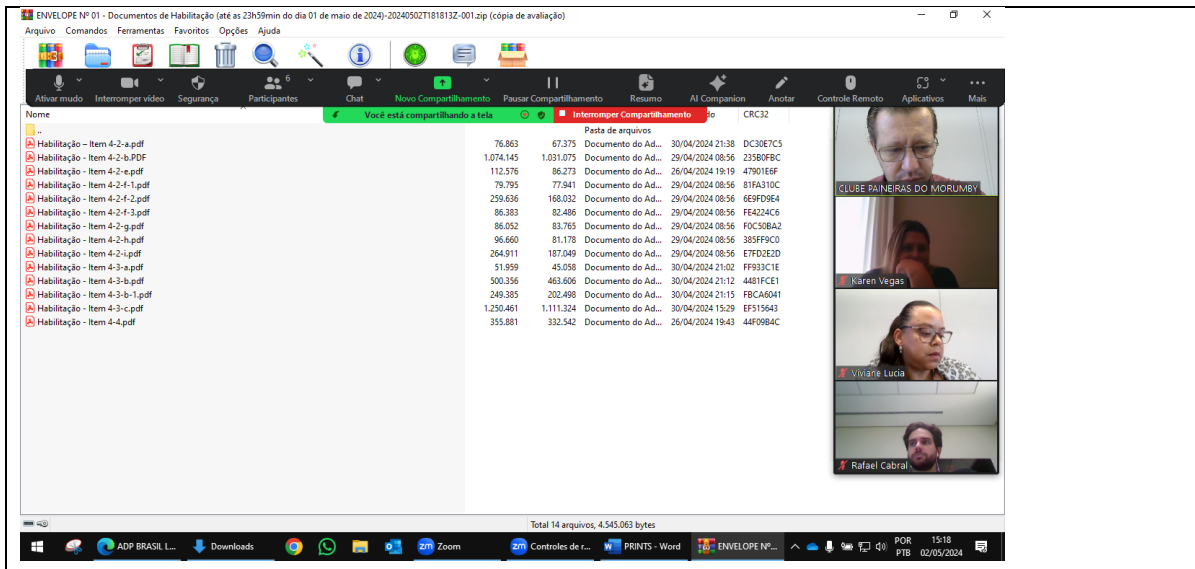 ENVELOPE Nº 01 - Documentos de Habilitação (até as 23h59min do dia 01 de maio de 2024)-20240502T181813Z-001.zip (cópia de avaliação)
Arquivo Comandos Ferramentas Favoritos Opções Ajuda
Ativar mudo Interromper vídeo Segurança Participantes 6 Chat Novo Compartilhamento Pausar Compartilhamento Resumo AI Companion Anotar Controle Remoto Aplicativos Mais
Você está compartilhando a tela Interromper Compartilhamento
Nome do CRC32
.. Pasta de arquivos
Habilitação – Item 4-2-a.pdf 76.863 67.375 Documento do Ad... 30/04/2024 21:38 DC30E7C5
Habilitação - Item 4-2-b.PDF 1.074.145 1.031.075 Documento do Ad... 29/04/2024 08:56 235B0FBC
Habilitação - Item 4-2-e.pdf 112.576 86.273 Documento do Ad... 26/04/2024 19:19 47901E6F
Habilitação - Item 4-2-f-1.pdf 79.795 77.941 Documento do Ad... 29/04/2024 08:56 81FA310C
Habilitação - Item 4-2-f-2.pdf 259.636 168.032 Documento do Ad... 29/04/2024 08:56 6E9FD9E4
Habilitação - Item 4-2-f-3.pdf 86.383 82.486 Documento do Ad... 29/04/2024 08:56 FE4224C6
Habilitação - Item 4-2-g.pdf 86.052 83.765 Documento do Ad... 29/04/2024 08:56 F0C50BA2
Habilitação - Item 4-2-h.pdf 96.660 81.178 Documento do Ad... 29/04/2024 08:56 385FF9C0
Habilitação - Item 4-2-i.pdf 264.911 187.049 Documento do Ad... 29/04/2024 08:56 E7FD2E2D
Habilitação - Item 4-3-a.pdf 51.959 45.058 Documento do Ad... 30/04/2024 21:02 FF933C1E
Habilitação - Item 4-3-b.pdf 500.356 463.606 Documento do Ad... 30/04/2024 21:12 4481FCE1
Habilitação - Item 4-3-b-1.pdf 249.385 202.498 Documento do Ad... 30/04/2024 21:15 FBCA6041
Habilitação - Item 4-3-c.pdf 1.250.461 1.111.324 Documento do Ad... 30/04/2024 15:29 EF515643
Habilitação - Item 4-4.pdf 355.881 332.542 Documento do Ad... 26/04/2024 19:43 44F09B4C
CLUBE PAINEIRAS DO MORUMBY
Karen Vegas
Viviane Lucia
Rafael Cabral
Total 14 arquivos, 4.545.063 bytes
ADP BRASIL L... Downloads zm Zoom zm Controles de r... PRINTS - Word ENVELOPE Nº... POR 15:18
PTB 02/05/2024